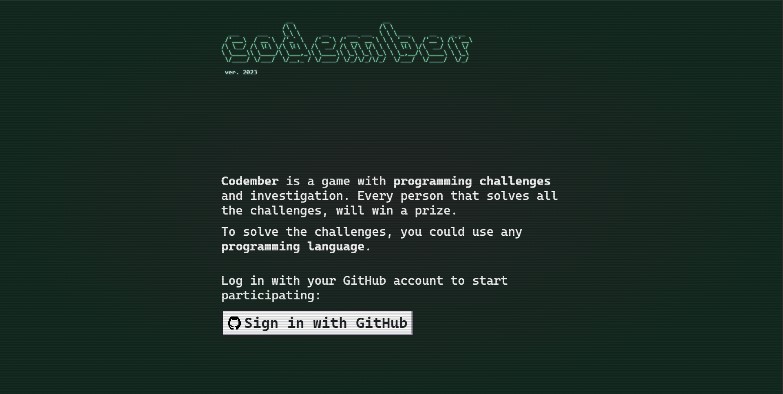 codember
ver. 2023
Codember is a game with programming challenges
and investigation. Every person that solves all
the challenges, will win a prize.
To solve the challenges, you could use any
programming language.
Log in with your GitHub account to start
participating:
Sign in with GitHub